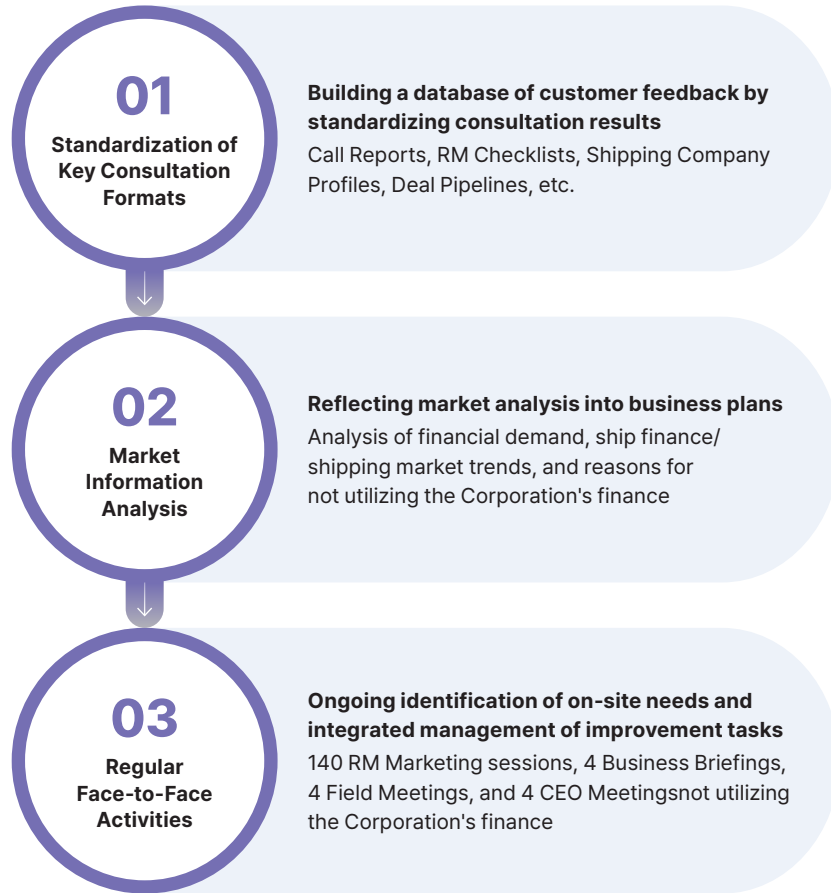 01
Standardization of
Key Consultation
Formats
Building a database of customer feedback by
standardizing consultation results
Call Reports, RM Checklists, Shipping Company
Profiles, Deal Pipelines, etc.
02
Market
Information
Analysis
Reflecting market analysis into business plans
Analysis of financial demand, ship finance/
shipping market trends, and reasons for
not utilizing the Corporation's finance
03
Regular
Face-to-Face
Activities
Ongoing identification of on-site needs and
integrated management of improvement tasks
140 RM Marketing sessions, 4 Business Briefings,
4 Field Meetings, and 4 CEO Meetingsnot utilizing
the Corporation's finance